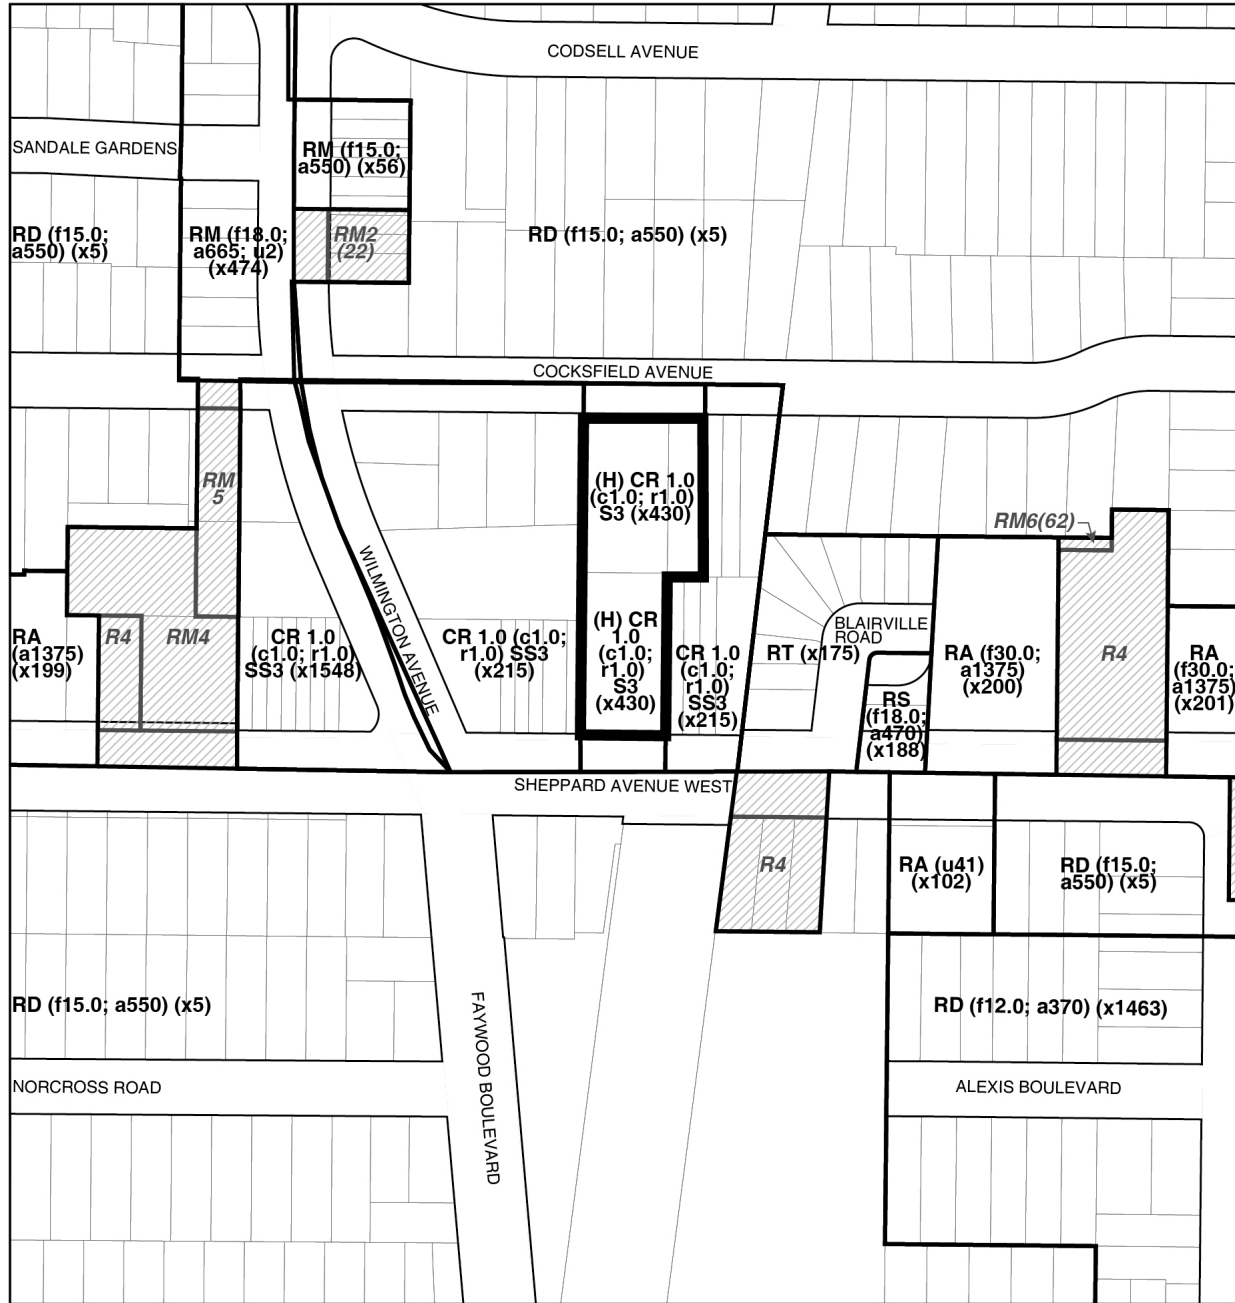 CODSELL AVENUE
SANDALE GARDENS
RM (f15.0;
a550) (x56)
RD (f15.0;
a550) (x5)
RM (f18.0;
a665; u2)
(x474)
RM2
(22)
RD (f15.0; a550) (x5)
COCKSFIELD AVENUE
RM
5
(H) CR 1.0
(c1.0; r1.0)
S3 (x430)
RM6(62)
WILMINGTON AVENUE
RA
(a1375)
(x199)
R4
RM4
CR 1.0
(c1.0; r1.0)
SS3 (x1548)
CR 1.0 (c1.0;
r1.0) SS3
(x215)
(H) CR
1.0
(c1.0;
r1.0)
S3
(x430)
CR 1.0
(c1.0;
r1.0)
SS3
(x215)
RT (x175)
BLAIRVILLE
ROAD
RS
(f18.0;
a470)
(x188)
RA (f30.0;
a1375)
(x200)
R4
RA
(f30.0;
a1375)
(x201)
SHEPPARD AVENUE WEST
R4
RA (u41)
(x102)
RD (f15.0;
a550) (x5)
RD (f15.0; a550) (x5)
FAYWOOD BOULEVARD
RD (f12.0; a370) (x1463)
NORCROSS ROAD
ALEXIS BOULEVARD